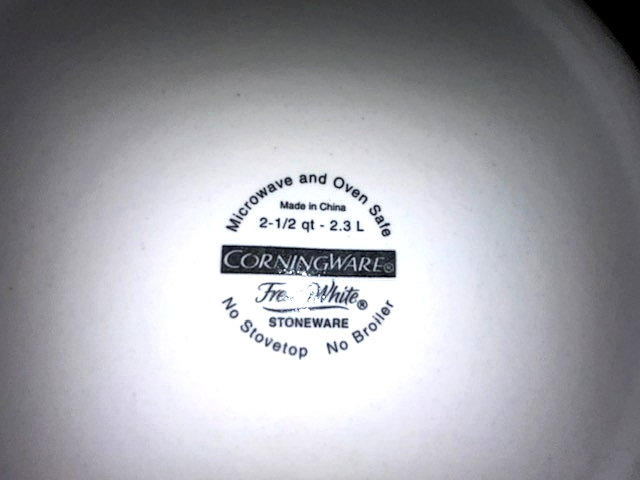 Microwave and Oven Safe
Made in China
2-1/2 qt - 2.3 L
CORNINGWARE®
White®
STONEWARE
No Stovetop No Broiler